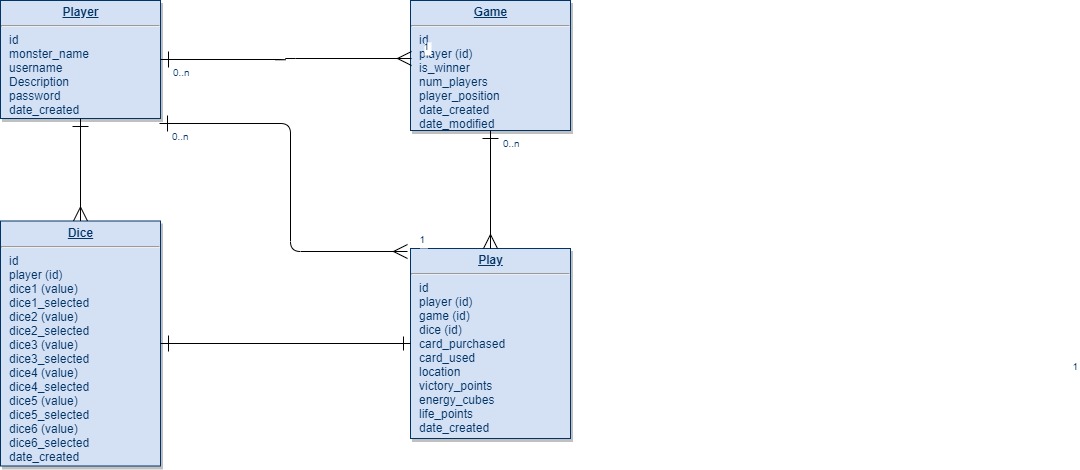 Player
id
monster_name
username
Description
password
date_created
Game
id
player (id)
is_winner
num_players
player_position
date_created
date_modified
0..n
0..n
0..n
1
Dice
id
player (id)
dice1 (value)
dice1_selected
dice2 (value)
dice2_selected
dice3 (value)
dice3_selected
dice4 (value)
dice4_selected
dice5 (value)
dice5_selected
dice6 (value)
dice6_selected
date_created
Play
id
player (id)
game (id)
dice (id)
card_purchased
card_used
location
victory_points
energy_cubes
life_points
date_created
1